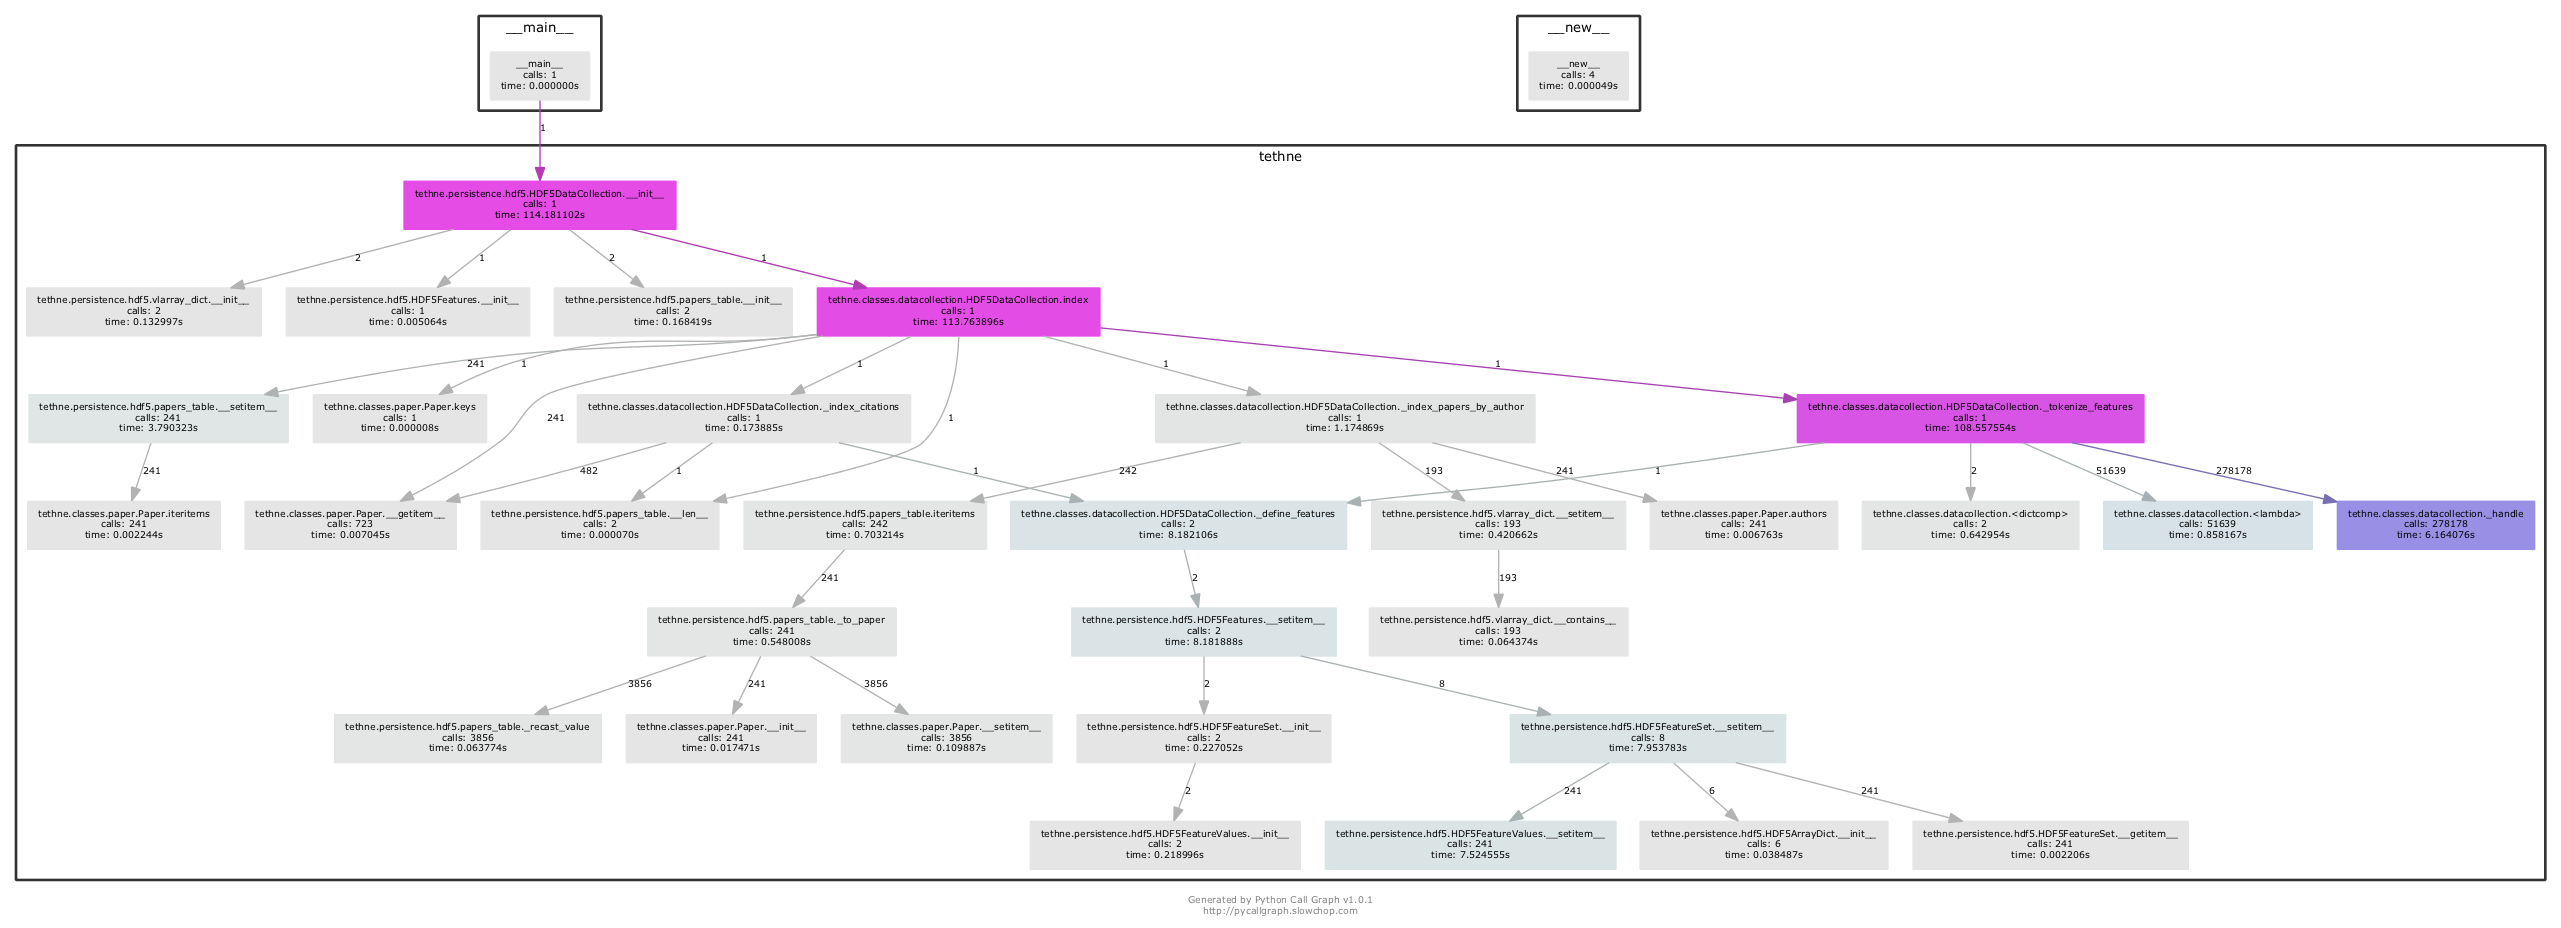 __main__
__main__
calls: 1
time: 0.000000s
__new__
__new__
calls: 4
time: 0.000049s
1
tethne
tethne.persistence.hdf5.HDF5DataCollection.__init__
calls: 1
time: 114.181102s
2
1
2
1
tethne.persistence.hdf5.vlarray_dict.__init__
calls: 2
time: 0.132997s
tethne.persistence.hdf5.HDF5Features.__init__
calls: 1
time: 0.005064s
tethne.persistence.hdf5.papers_table.__init__
calls: 2
time: 0.168419s
tethne.classes.datacollection.HDF5DataCollection.index
calls: 1
time: 113.763896s
241
1
241
1
1
1
1
tethne.persistence.hdf5.papers_table.__setitem__
calls: 241
time: 3.790323s
tethne.classes.paper.Paper.keys
calls: 1
time: 0.000008s
tethne.classes.datacollection.HDF5DataCollection._index_citations
calls: 1
time: 0.173885s
tethne.classes.datacollection.HDF5DataCollection._index_papers_by_author
calls: 1
time: 1.174869s
tethne.classes.datacollection.HDF5DataCollection._tokenize_features
calls: 1
time: 108.557554s
241
482
1
1
242
193
241
1
2
51639
278178
tethne.classes.paper.Paper.iteritems
calls: 241
time: 0.002244s
tethne.classes.paper.Paper.__getitem__
calls: 723
time: 0.007045s
tethne.persistence.hdf5.papers_table.__len__
calls: 2
time: 0.000070s
tethne.persistence.hdf5.papers_table.iteritems
calls: 242
time: 0.703214s
tethne.classes.datacollection.HDF5DataCollection._define_features
calls: 2
time: 8.182106s
tethne.persistence.hdf5.vlarray_dict.__setitem__
calls: 193
time: 0.420662s
tethne.classes.paper.Paper.authors
calls: 241
time: 0.006763s
tethne.classes.datacollection.<dictcomp>
calls: 2
time: 0.642954s
tethne.classes.datacollection.<lambda>
calls: 51639
time: 0.858167s
tethne.classes.datacollection._handle
calls: 278178
time: 6.164076s
241
2
193
tethne.persistence.hdf5.papers_table._to_paper
calls: 241
time: 0.548008s
tethne.persistence.hdf5.HDF5Features.__setitem__
calls: 2
time: 8.181888s
tethne.persistence.hdf5.vlarray_dict.__contains__
calls: 193
time: 0.064374s
3856
241
3856
2
8
tethne.persistence.hdf5.papers_table._recast_value
calls: 3856
time: 0.063774s
tethne.classes.paper.Paper.__init__
calls: 241
time: 0.017471s
tethne.classes.paper.Paper.__setitem__
calls: 3856
time: 0.109887s
tethne.persistence.hdf5.HDF5FeatureSet.__init__
calls: 2
time: 0.227052s
tethne.persistence.hdf5.HDF5FeatureSet.__setitem__
calls: 8
time: 7.953783s
2
241
6
241
tethne.persistence.hdf5.HDF5FeatureValues.__init__
calls: 2
time: 0.218996s
tethne.persistence.hdf5.HDF5FeatureValues.__setitem__
calls: 241
time: 7.524555s
tethne.persistence.hdf5.HDF5ArrayDict.__init__
calls: 6
time: 0.038487s
tethne.persistence.hdf5.HDF5FeatureSet.__getitem__
calls: 241
time: 0.002206s
Generated by Python Call Graph v1.0.1
http://pycallgraph.slowchop.com